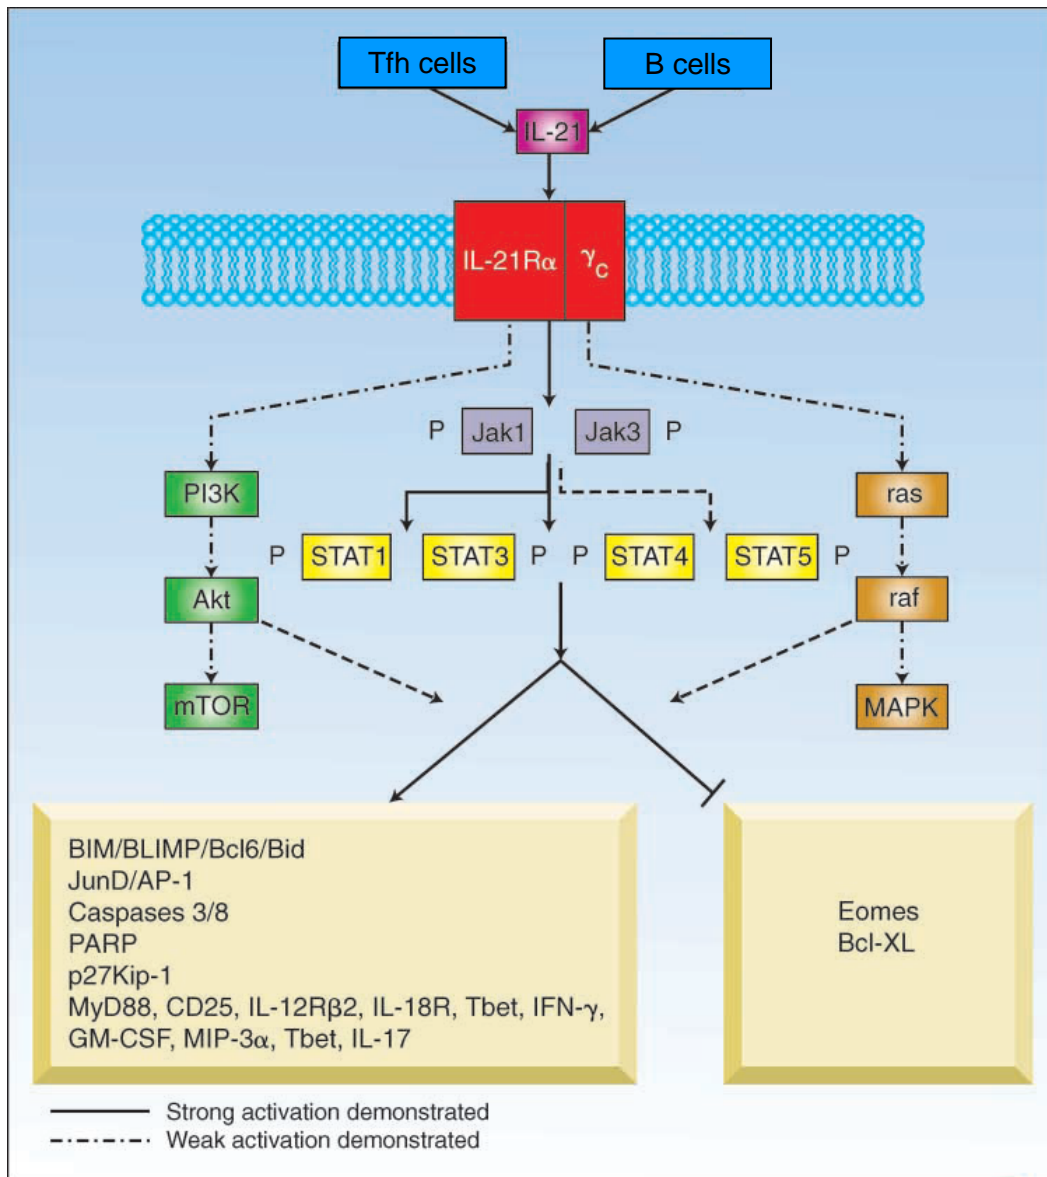 Tfh cells
B cells
IL-21
IL-21Rα
γc
P
Jak1
Jak3
P
PI3K
ras
P
STAT1
STAT3
P
P
STAT4
STAT5
P
Akt
raf
mTOR
MAPK
BIM/BLIMP/Bcl6/Bid
JunD/AP-1
Caspases 3/8
PARP
p27Kip-1
MyD88, CD25, IL-12Rβ2, IL-18R, Tbet, IFN-γ,
GM-CSF, MIP-3α, Tbet, IL-17
Eomes
Bcl-XL
Strong activation demonstrated
Weak activation demonstrated